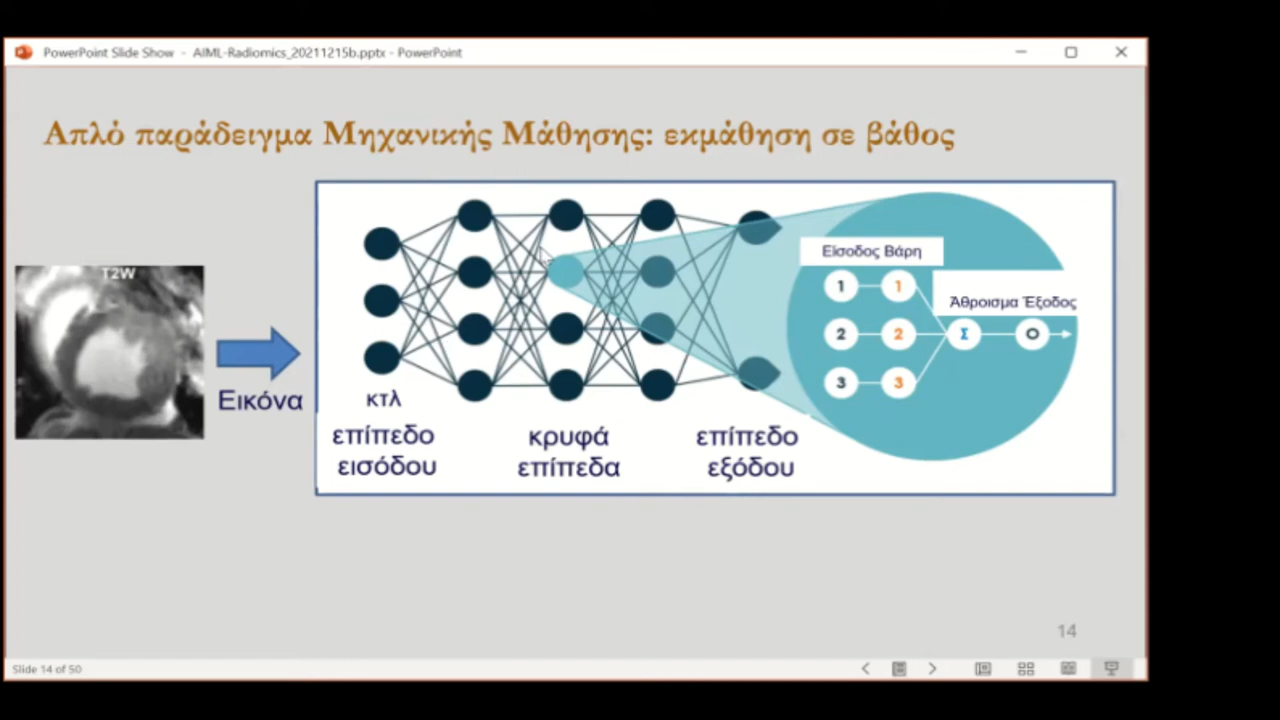 PowerPoint Slide Show - AIML-Radiomics_20211215b.pptx - PowerPoint
Απλό παράδειγμα Μηχανικής Μάθησης: εκμάθηση σε βάθος
T2W
Εικόνα
κτλ
επίπεδο
εισόδου
κρυφά
επίπεδα
επίπεδο
εξόδου
Είσοδος Βάρη
Άθροισμα Έξοδος
1 1
2 2 Σ Ο
3 3
14
Slide 14 of 50